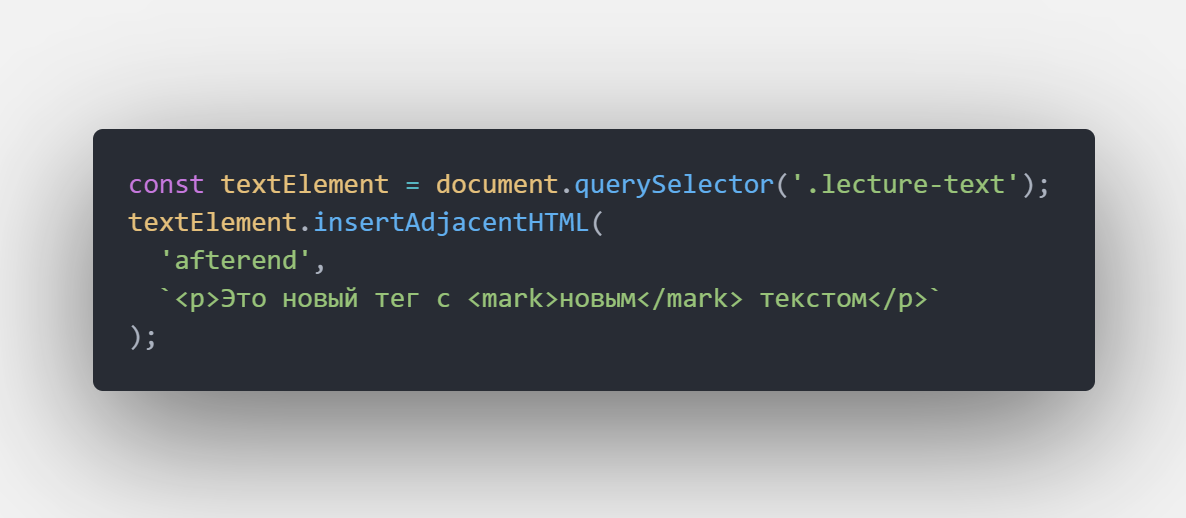 const textElement = document.querySelector('.lecture-text');
textElement.insertAdjacentHTML(
  'afterend',
  `<p>Это новый тег с <mark>новым</mark> текстом</p>`
);